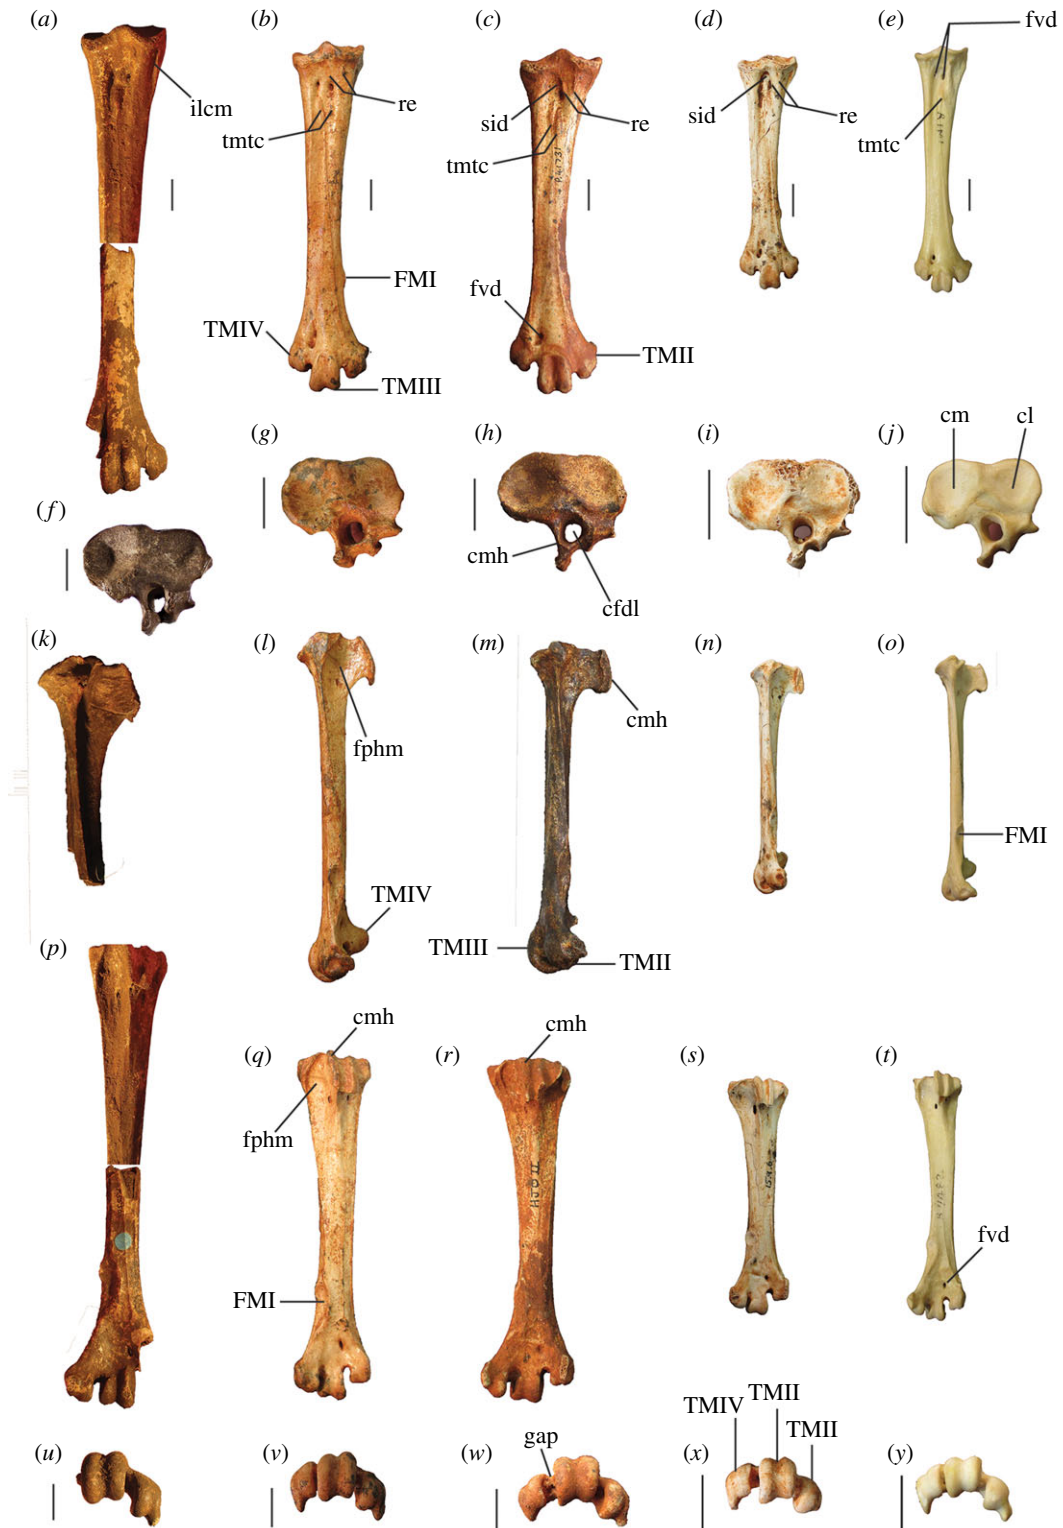 (a) (b) (c) (d) (e)
fvd
ilcm
re
tmtc
sid
re
tmtc
sid
re
tmtc
FMI
fvd
TMIV
TMIII
TMII
(f) (g) (h) (i) (j)
cm
cl
cmh
cfdl
(k) (l) (m) (n) (o)
fphm
cmh
FMI
TMIV
TMIII
TMII
(p) (q) (r) (s) (t)
cmh
cmh
fphm
fvd
FMI
(u) (v) (w) (x) (y)
gap
TMIV
TMII
TMII